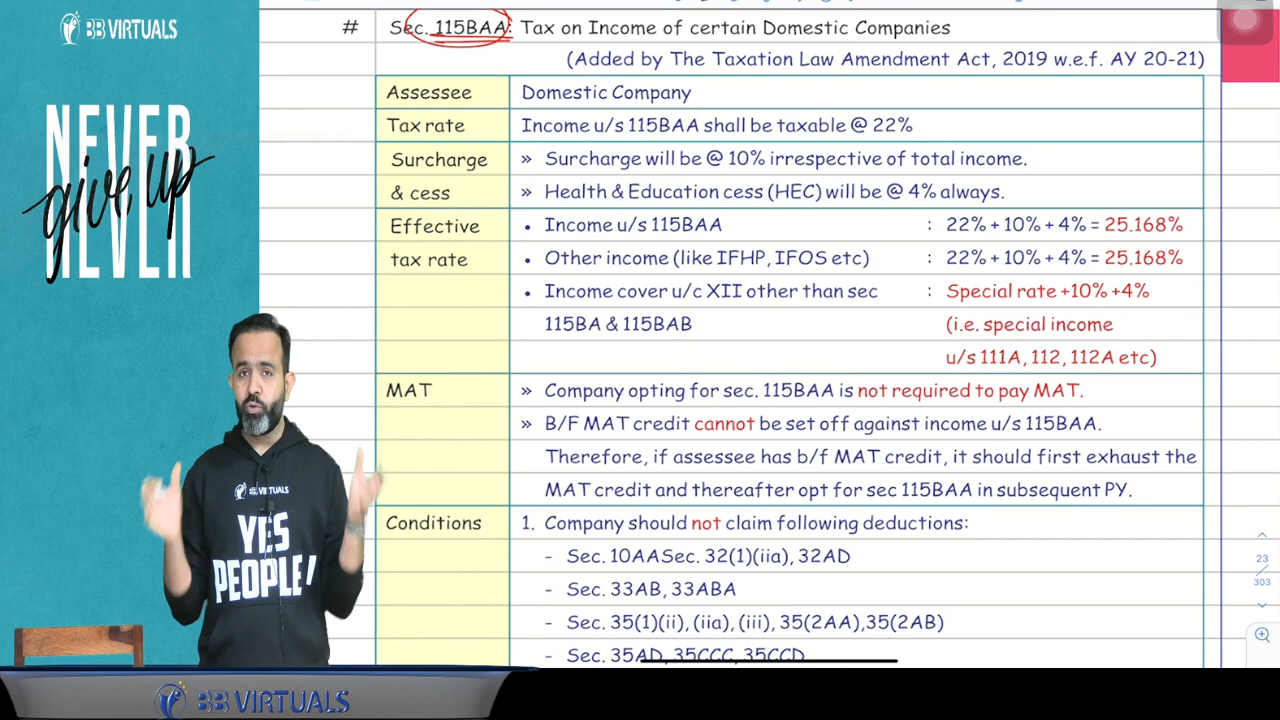 BB VIRTUALS
NEVER
give up
NEVER
BB VIRTUALS
YES
PEOPLE!
BB VIRTUALS
# Sec. 115BAA: Tax on Income of certain Domestic Companies
(Added by The Taxation Law Amendment Act, 2019 w.e.f. AY 20-21)
Assessee Domestic Company
Tax rate Income u/s 115BAA shall be taxable @ 22%
Surcharge » Surcharge will be @ 10% irrespective of total income.
& cess » Health & Education cess (HEC) will be @ 4% always.
Effective • Income u/s 115BAA : 22% + 10% + 4% = 25.168%
tax rate • Other income (like IFHP, IFOS etc) : 22% + 10% + 4% = 25.168%
• Income cover u/c XII other than sec : Special rate +10% +4%
115BA & 115BAB (i.e. special income
u/s 111A, 112, 112A etc)
MAT » Company opting for sec. 115BAA is not required to pay MAT.
» B/F MAT credit cannot be set off against income u/s 115BAA.
Therefore, if assessee has b/f MAT credit, it should first exhaust the
MAT credit and thereafter opt for sec 115BAA in subsequent PY.
Conditions 1. Company should not claim following deductions:
- Sec. 10AASec. 32(1)(iia), 32AD
- Sec. 33AB, 33ABA
- Sec. 35(1)(ii), (iia), (iii), 35(2AA),35(2AB)
- Sec. 35AD, 35CCC, 35CCD
23
303